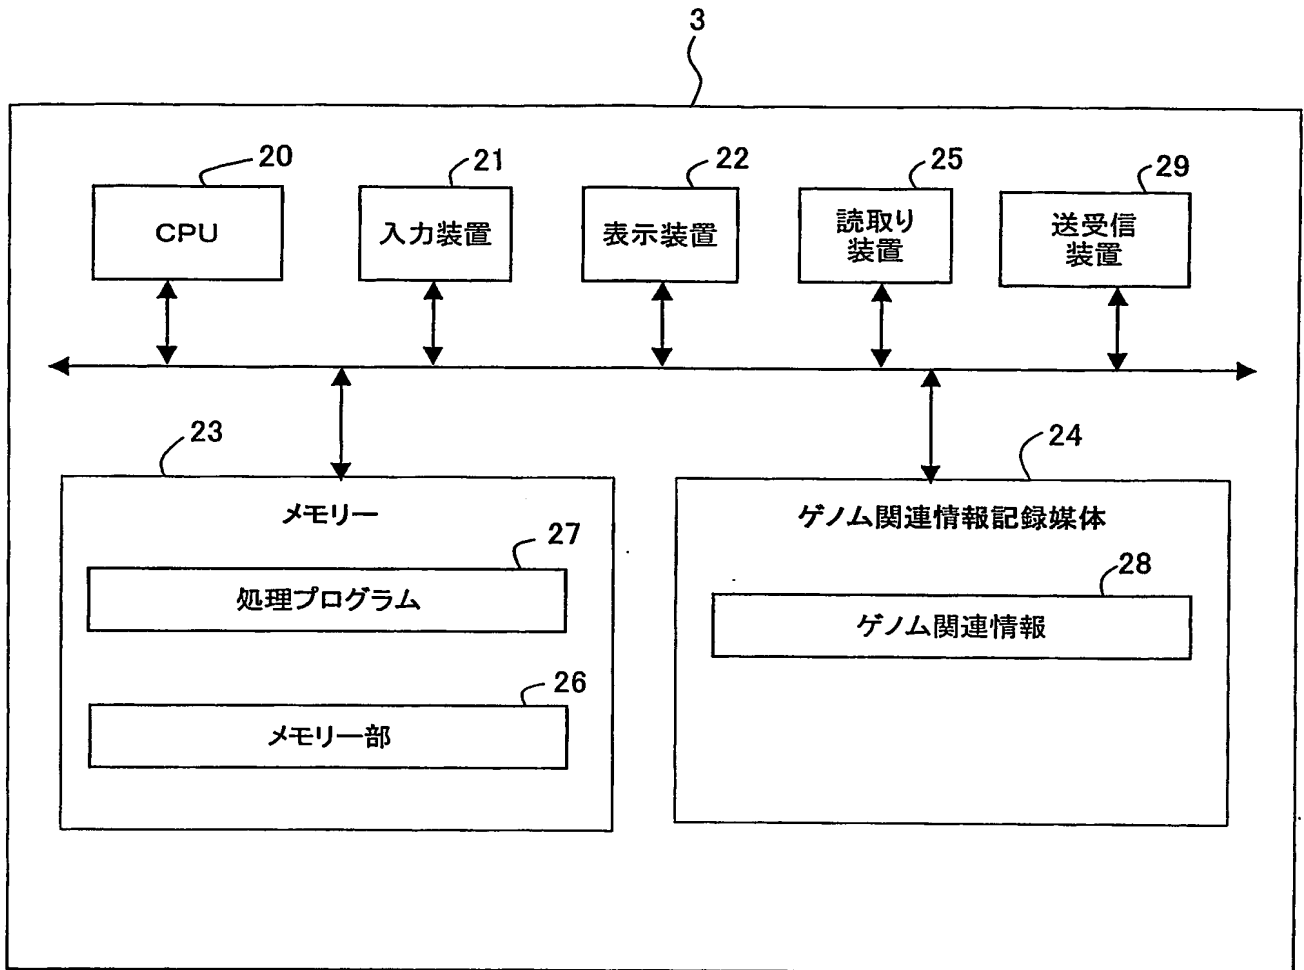 3
20
21
22
25
29
CPU
入力装置
表示装置
読取り
装置
送受信
装置
23
24
メモリー
ゲノム関連情報記録媒体
27
処理プログラム
28
ゲノム関連情報
26
メモリー部